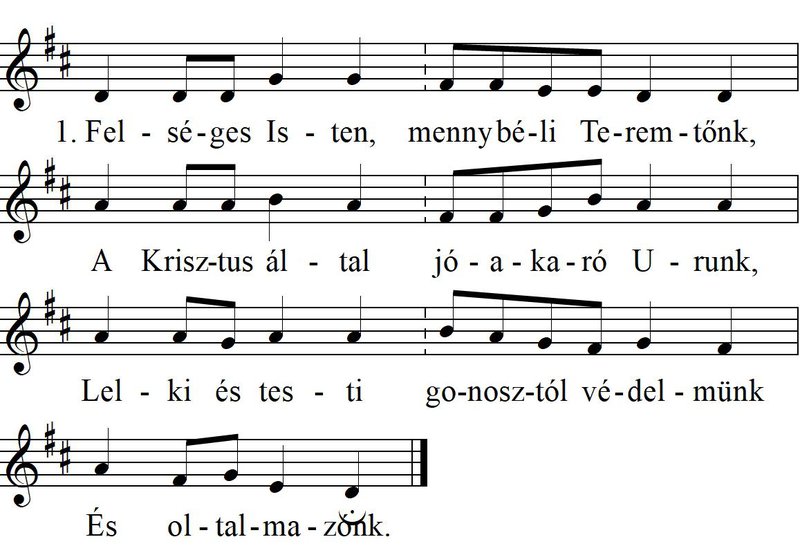 1. Fel - sé-ges Is - ten, menny bé-li Te-rem-tőnk,
A Krisz-tus ál - tal jó-a-ka-ró U-runk,
Lel-ki és tes - ti go-nosz-tól vé-del-münk
És ol-tal-ma-zónk.